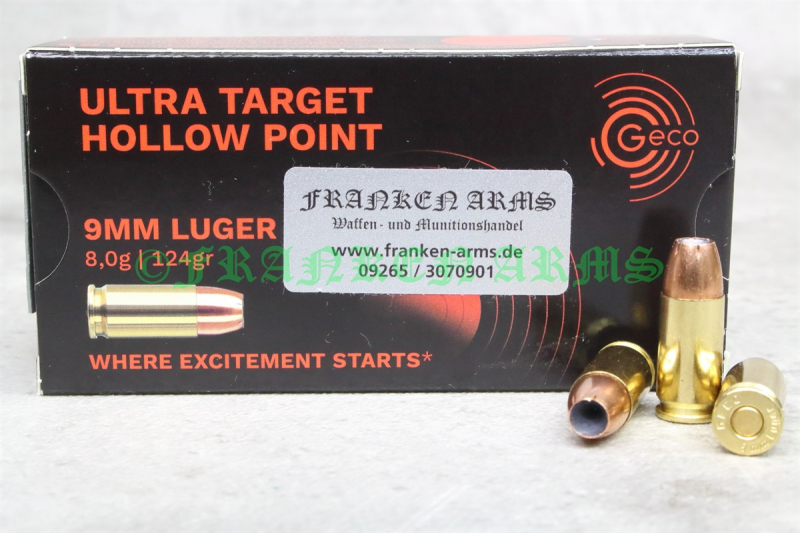 ULTRA TARGET
HOLLOW POINT
Geco
9MM LUGER
8,0g | 124gr
FRANKEN ARMS
Waffen- und Munitionshandel
www.franken-arms.de
09265 / 3070901
©FRANKEN ARMS
WHERE EXCITEMENT STARTS*